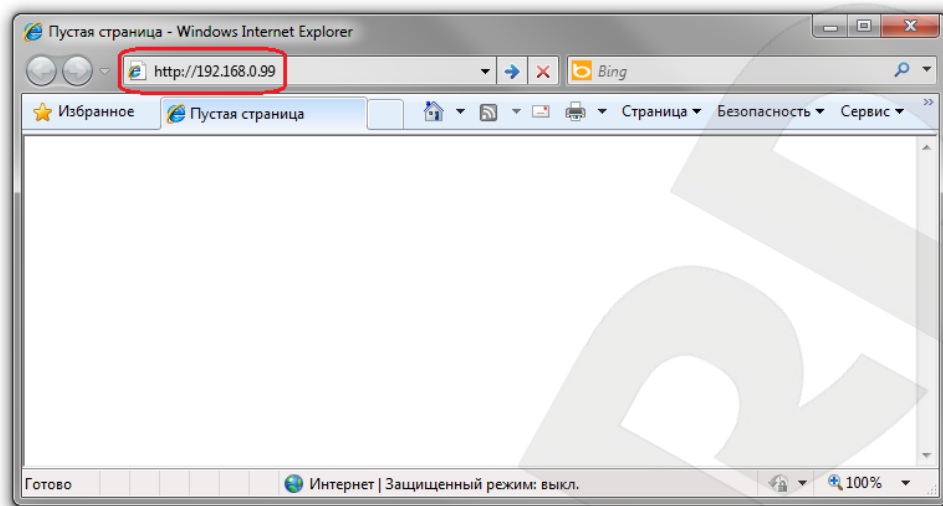 Пустая страница - Windows Internet Explorer
http://192.168.0.99 Bing
Избранное Пустая страница Страница Безопасность Сервис »
Готово Интернет | Защищенный режим: выкл. 100%